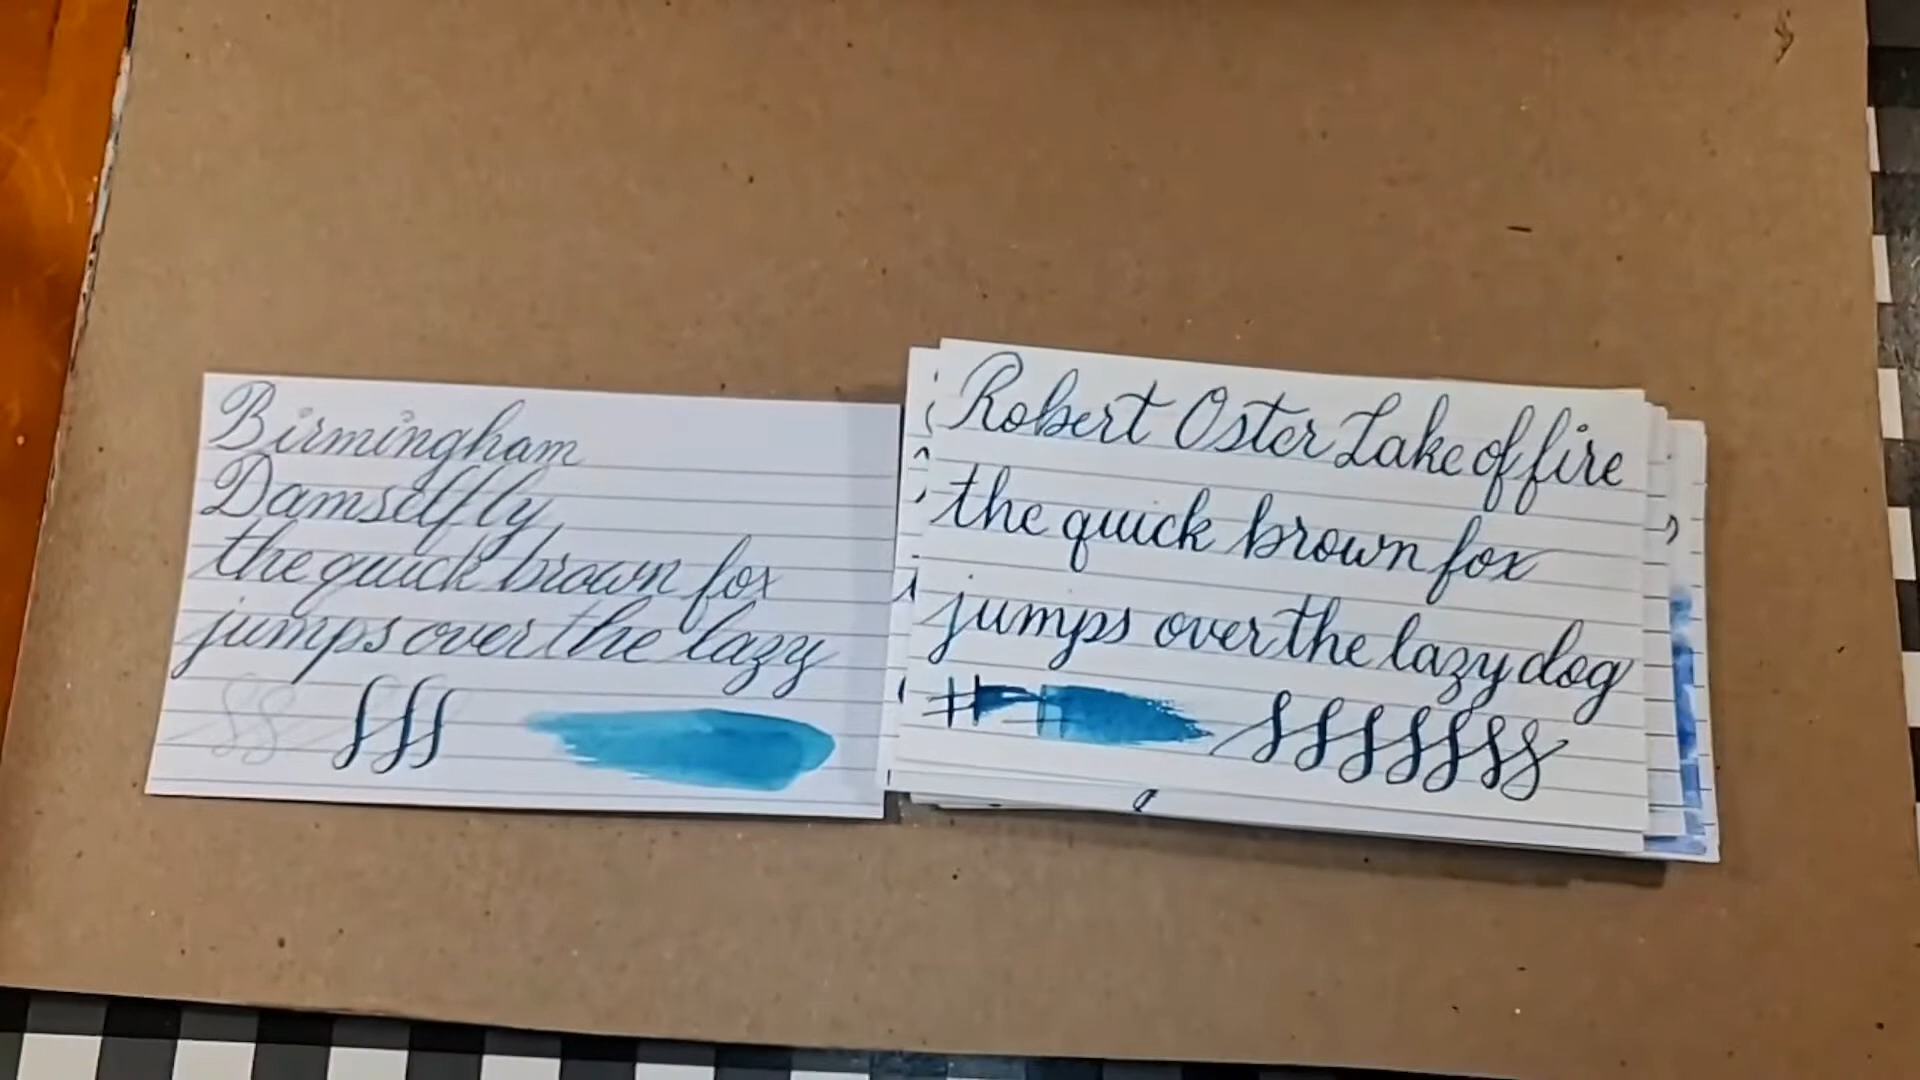 Birmingham
Damselfly,
the quick brown fox
jumps over the lazy
Robert Oster Lake of fire
the quick brown fox
jumps over the lazy dog